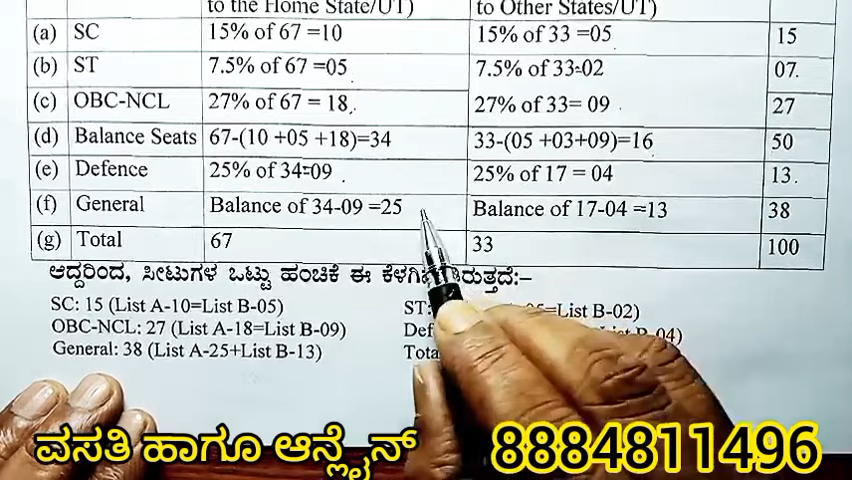 to the Home State/UT) to Other States/UT)
(a) SC 15% of 67 =10 15% of 33 =05 15
(b) ST 7.5% of 67 =05 7.5% of 33=02 07.
(c) OBC-NCL 27% of 67 = 18. 27% of 33= 09 27
(d) Balance Seats 67-(10 +05 +18)=34 33-(05 +03+09)=16 50
(e) Defence 25% of 34=09 . 25% of 17 = 04 13.
(f) General Balance of 34-09 =25 Balance of 17-04 =13 38
(g) Total 67 33 100
ಆದ್ದರಿಂದ, ಸೀಟುಗಳ ಒಟ್ಟು ಹಂಚಿಕೆ ಈ
SC: 15 (List A-10=List B-05) ST: =List B-02)
OBC-NCL: 27 (List A-18=List B-09)
General: 38 (List A-25+List B-13)
ವಸತಿ ಹಾಗೂ ಆನ್ಲೈನ್ 8884811496